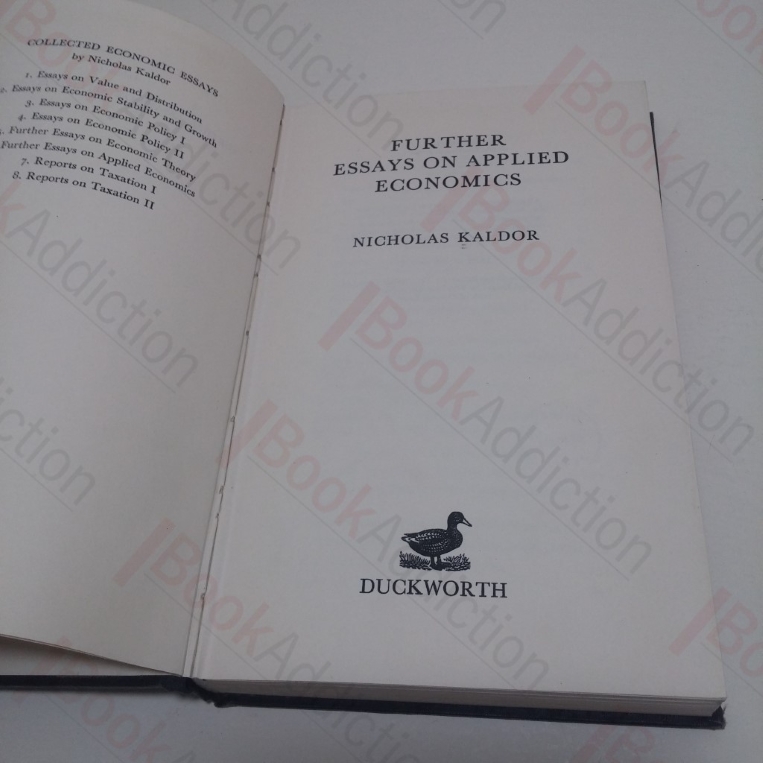 COLLECTED ECONOMIC ESSAYS
by Nicholas Kaldor
1. Essays on Value and Distribution
2. Essays on Economic Stability and Growth
3. Essays on Economic Policy I
4. Essays on Economic Policy II
5. Further Essays on Economic Theory
Further Essays on Applied Economics
7. Reports on Taxation I
8. Reports on Taxation II
FURTHER
ESSAYS ON APPLIED
ECONOMICS
NICHOLAS KALDOR
DUCKWORTH
BookAddiction